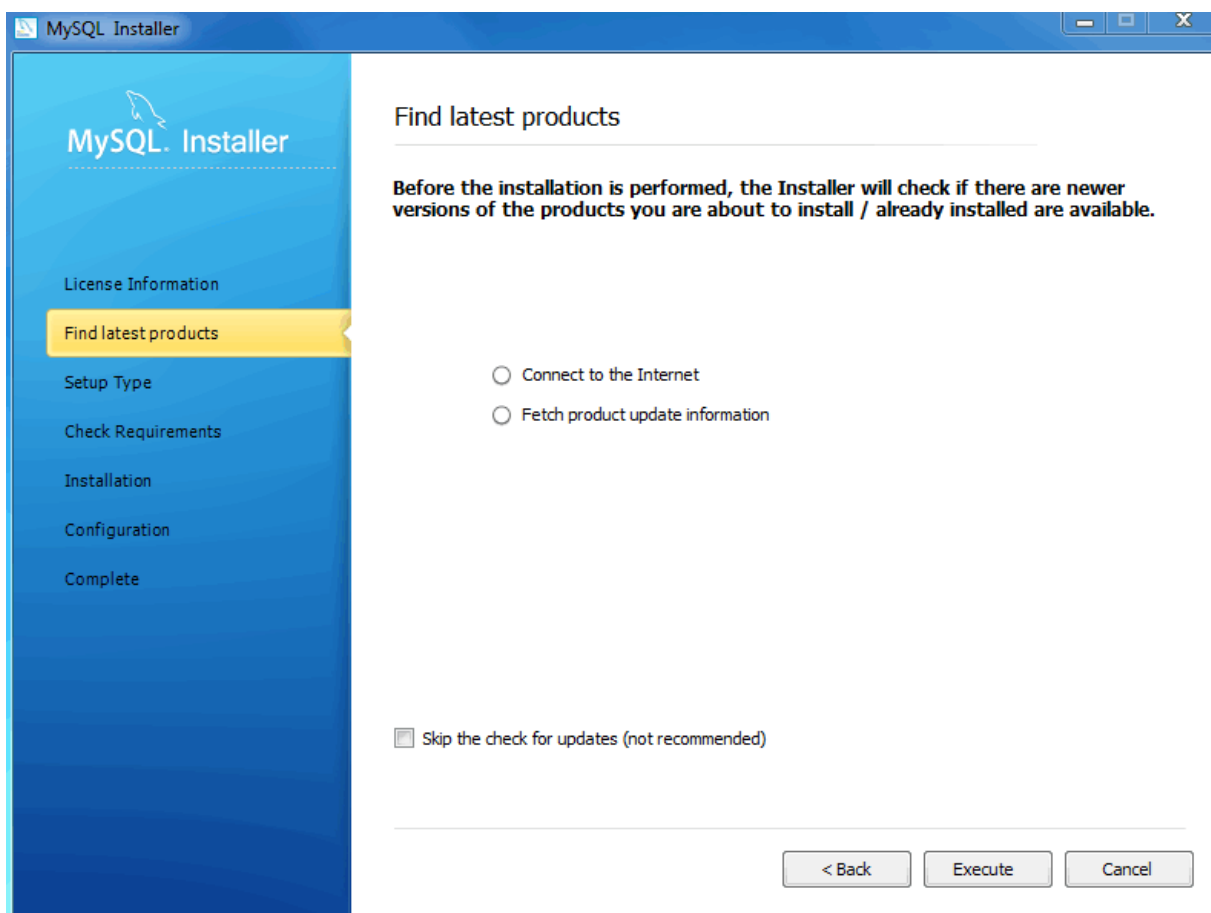 MySQL Installer
MySQL. Installer
License Information
Find latest products
Setup Type
Check Requirements
Installation
Configuration
Complete
Find latest products
Before the installation is performed, the Installer will check if there are newer
versions of the products you are about to install / already installed are available.
Connect to the Internet
Fetch product update information
Skip the check for updates (not recommended)
< Back
Execute
Cancel